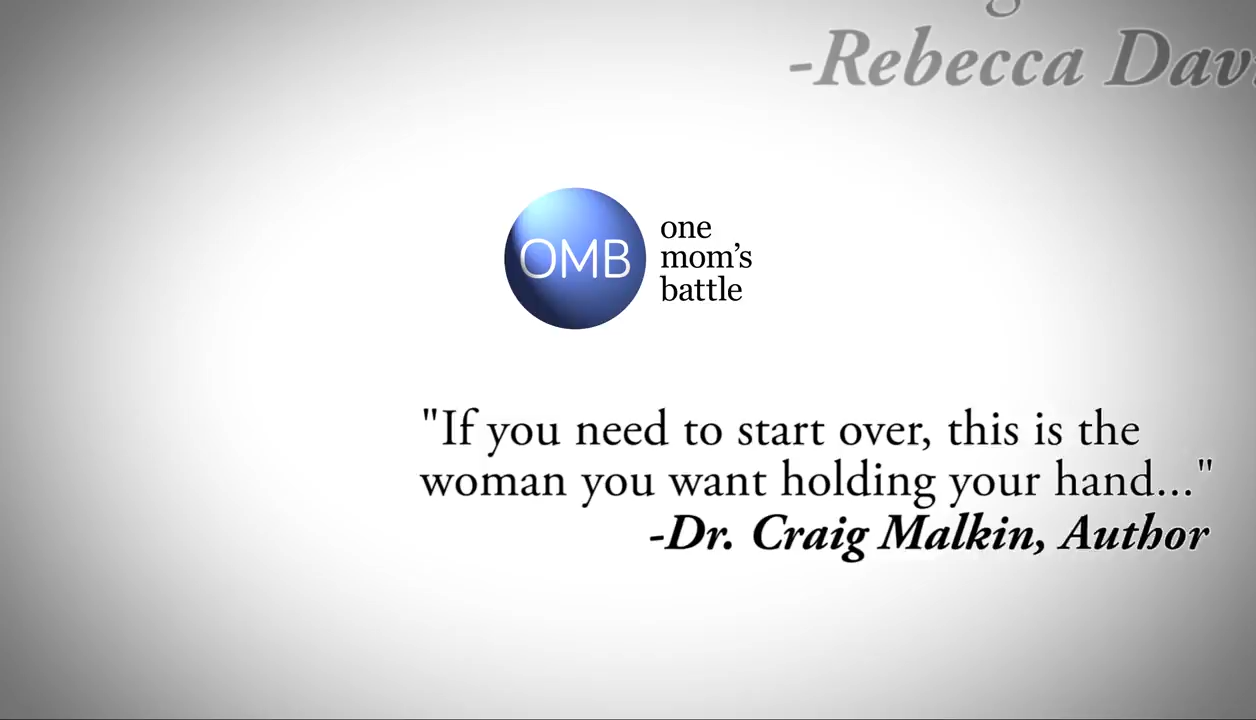 -Rebecca
OMB
one
mom's
battle
"If you need to start over, this is the
woman you want holding your hand..."
-Dr. Craig Malkin, Author